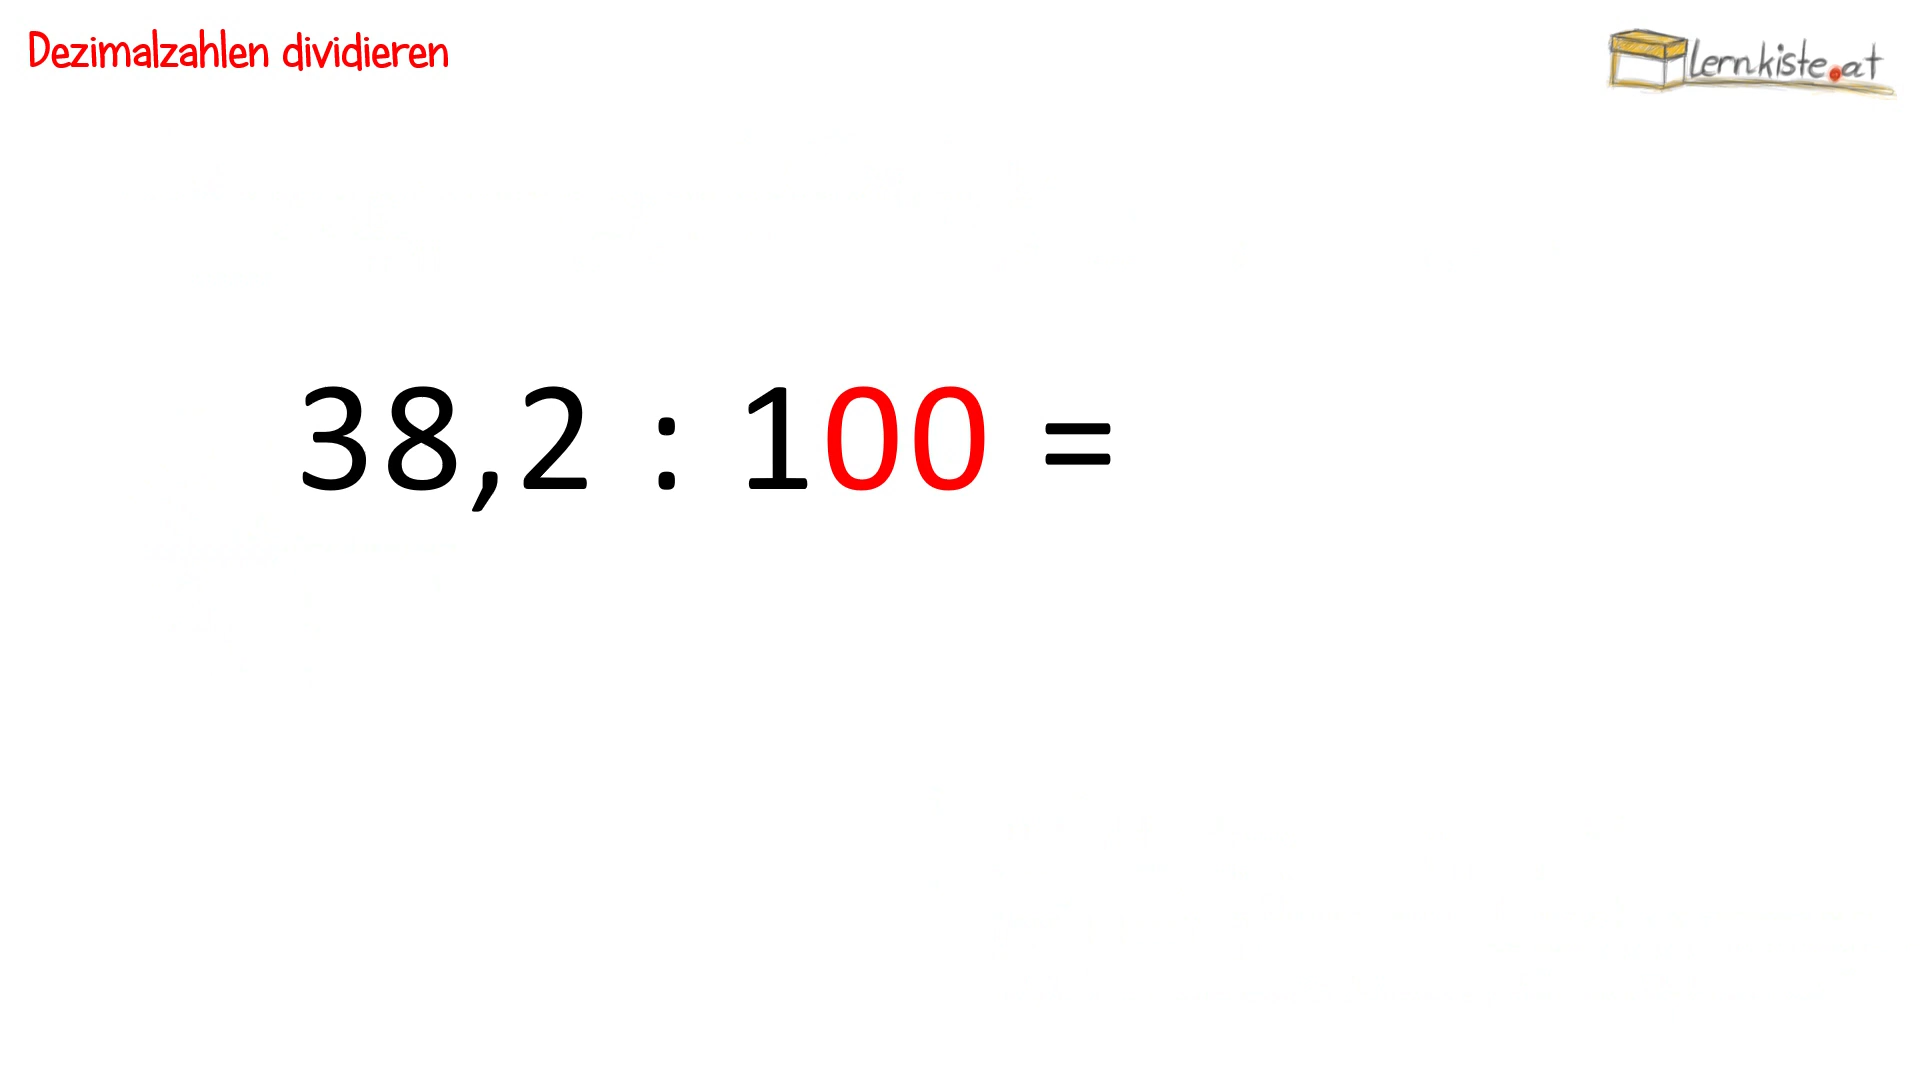 Dezimalzahlen dividieren
Lernkiste.at
38,2 : 100 =